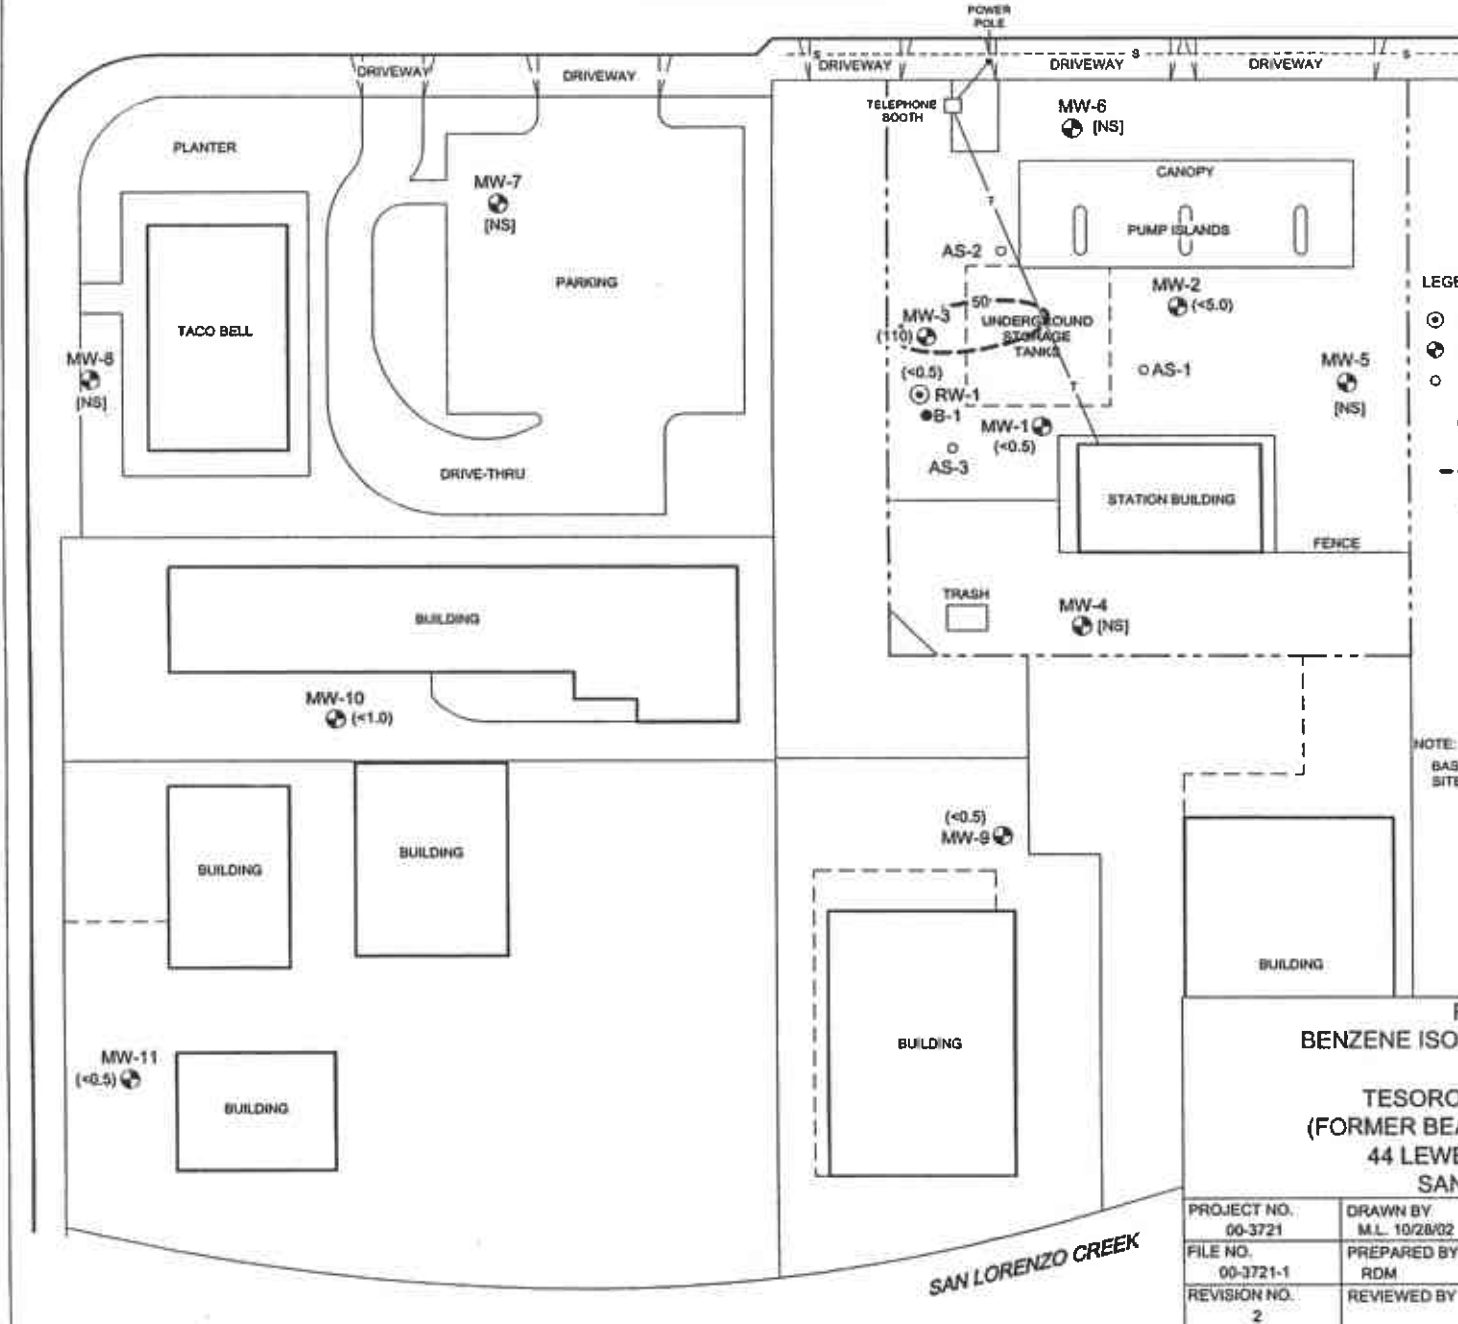 POWER
POLE
S
S
S
DRIVEWAY
DRIVEWAY
DRIVEWAY
DRIVEWAY
DRIVEWAY
TELEPHONE
BOOTH
MW-6
[NS]
PLANTER
CANOPY
MW-7
[NS]
T
PUMP ISLANDS
AS-2
PARKING
MW-2
(<5.0)
LEGE
50
MW-3
(110)
UNDERGROUND
STORAGE
TANKS
TACO BELL
MW-8
[NS]
AS-1
MW-5
[NS]
(<0.5)
RW-1
B-1
T
MW-1
(<0.5)
AS-3
DRIVE-THRU
STATION BUILDING
FENCE
TRASH
MW-4
[NS]
BUILDING
MW-10
(<1.0)
NOTE:
BAS
SITE
(<0.5)
MW-9
BUILDING
BUILDING
BUILDING
BUILDING
MW-11
(<0.5)
BUILDING
BENZENE ISO
TESORO
(FORMER BEA
44 LEWE
SAN
SAN LORENZO CREEK
PROJECT NO.
00-3721
DRAWN BY
M.L. 10/28/02
FILE NO.
00-3721-1
PREPARED BY
RDM
REVISION NO.
2
REVIEWED BY